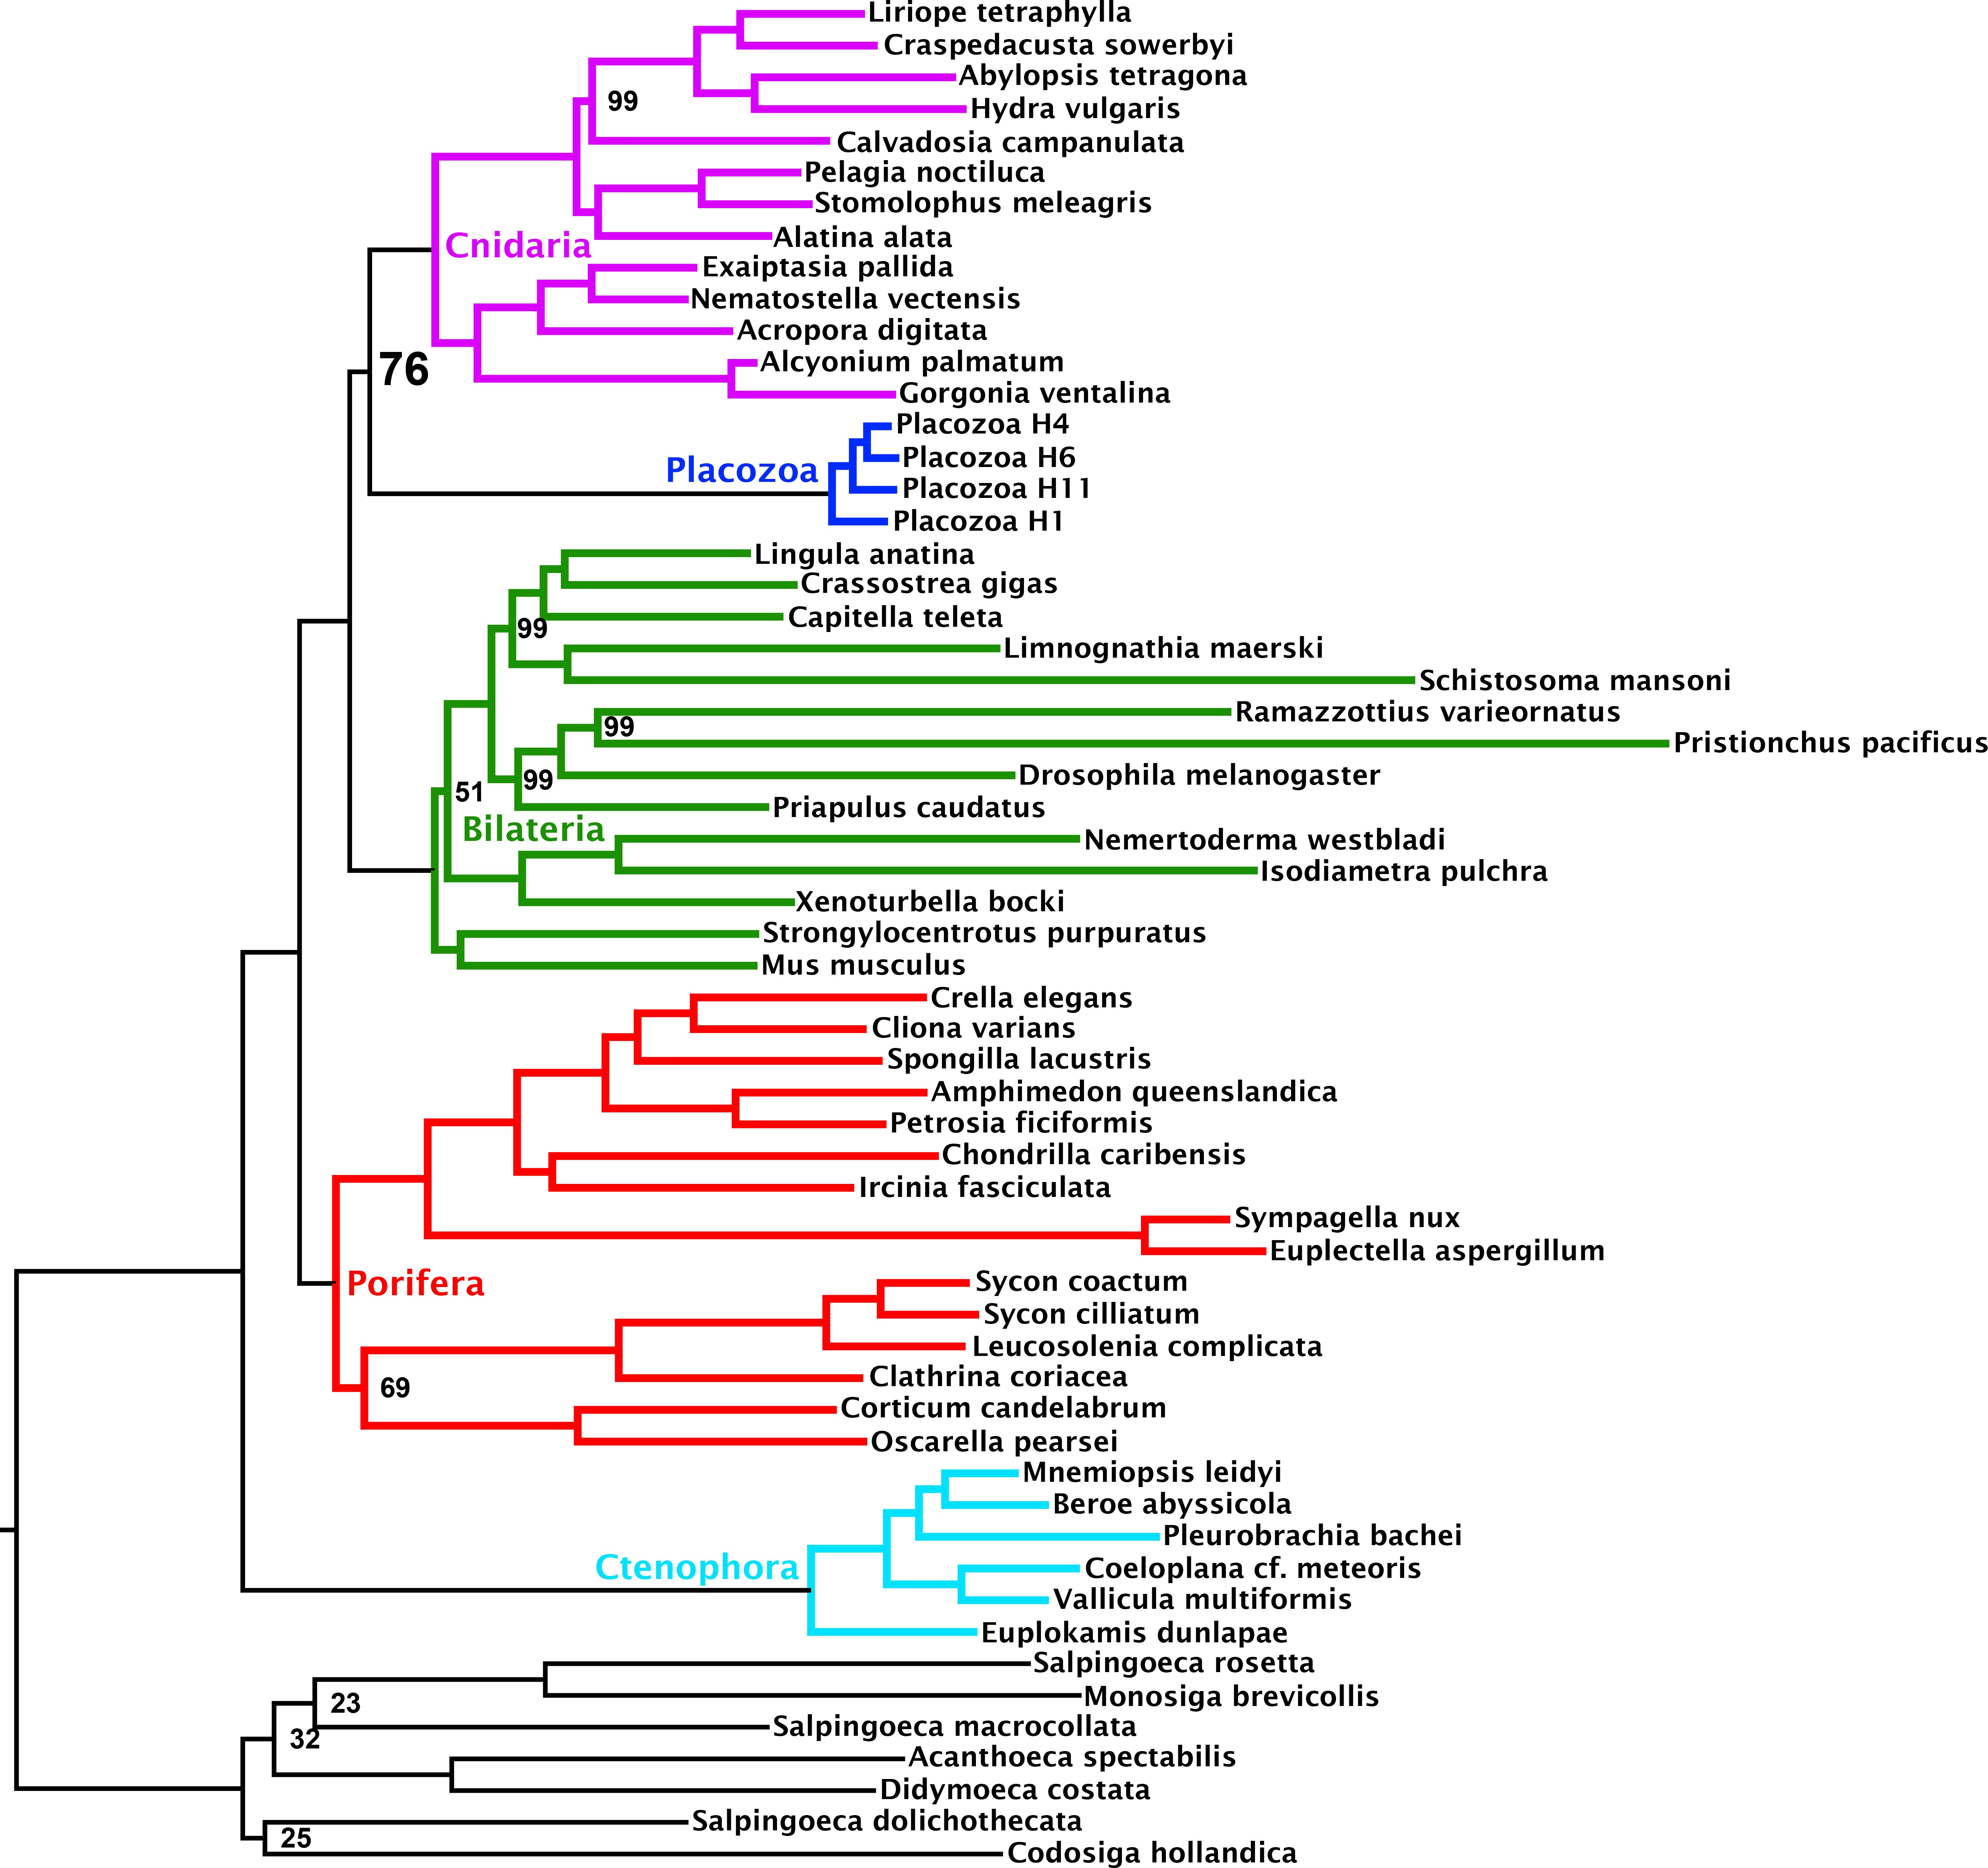 Liriope tetraphylla
Craspedacusta sowerbyi
Abylopsis tetragona
99
Hydra vulgaris
Calvadosia campanulata
Pelagia noctiluca
Stomolophus meleagris
Alatina alata
Cnidaria
Exaiptasia pallida
Nematostella vectensis
Acropora digitata
76
Alcyonium palmatum
Gorgonia ventalina
Placozoa H4
Placozoa H6
Placozoa
Placozoa H11
Placozoa H1
Lingula anatina
Crassostrea gigas
Capitella teleta
99
Limnognathia maerski
Schistosoma mansoni
Ramazzottius varieornatus
99
Pristionchus pacificus
Drosophila melanogaster
99
51
Priapulus caudatus
Bilateria
Nemertoderma westbladi
Isodiametra pulchra
Xenoturbella bocki
Strongylocentrotus purpuratus
Mus musculus
Crella elegans
Cliona varians
Spongilla lacustris
Amphimedon queenslandica
Petrosia ficiformis
Chondrilla caribensis
Ircinia fasciculata
Sympagella nux
Euplectella aspergillum
Sycon coactum
Porifera
Sycon cilliatum
Leucosolenia complicata
Clathrina coriacea
69
Corticum candelabrum
Oscarella pearsei
Mnemiopsis leidyi
Beroe abyssicola
Pleurobrachia bachei
Ctenophora
Coeloplana cf. meteoris
Vallicula multiformis
Euplokamis dunlapae
Salpingoeca rosetta
Monosiga brevicollis
23
Salpingoeca macrocollata
32
Acanthoeca spectabilis
Didymoeca costata
Salpingoeca dolichothecata
25
Codosiga hollandica